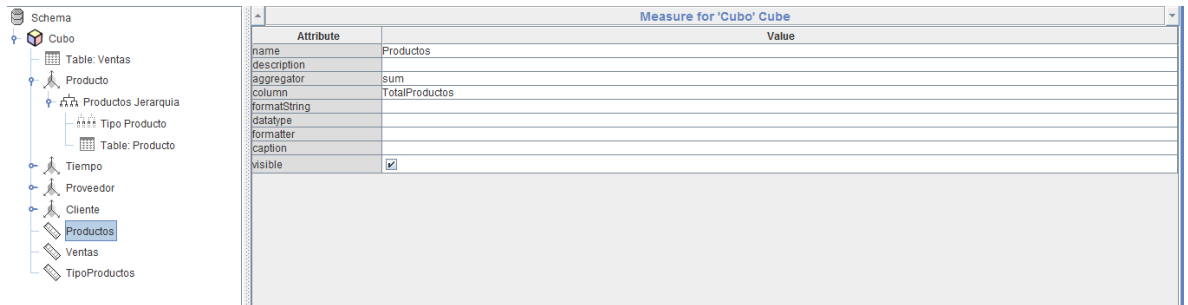 Schema
Cubo
Table: Ventas
Producto
Productos Jerarquia
Tipo Producto
Table: Producto
Tiempo
Proveedor
Cliente
Productos
Ventas
TipoProductos
Measure for 'Cubo' Cube
Attribute Value
name Productos
description
aggregator sum
column TotalProductos
formatString
datatype
formatter
caption
visible